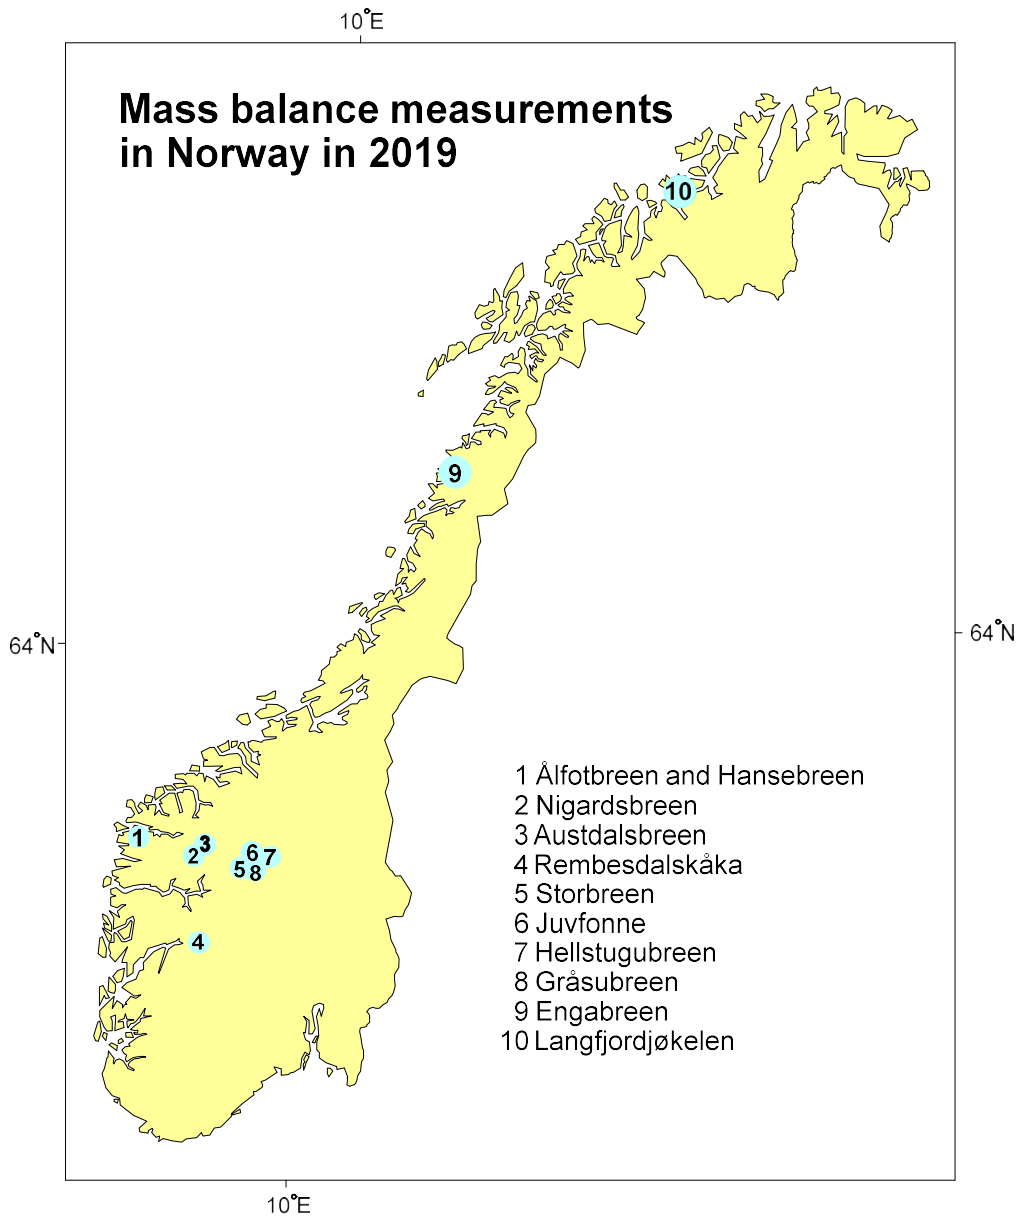 10°E
Mass balance measurements
in Norway in 2019
10
9
64°N
64°N
1 Ålfotbreen and Hansebreen
2 Nigardsbreen
3 Austdalsbreen
4 Rembesdalskåka
5 Storbreen
6 Juvfonne
7 Hellstugubreen
8 Gråsubreen
9 Engabreen
10 Langfjordjøkelen
1
3
2
6
7
5
8
4
10°E